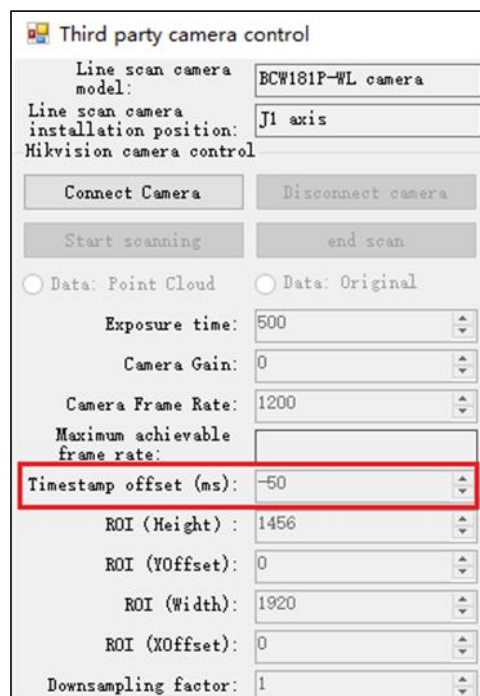 Third party camera control
Line scan camera
model:
BCW181P-WL camera
Line scan camera
installation position:
J1 axis
Hikvision camera control
Connect Camera Disconnect camera
Start scanning end scan
Data: Point Cloud Data: Original
Exposure time: 500
Camera Gain: 0
Camera Frame Rate: 1200
Maximum achievable
frame rate:
Timestamp offset (ms): -50
ROI (Height) : 1456
ROI (YOffset): 0
ROI (Width): 1920
ROI (XOffset): 0
Downsampling factor: 1